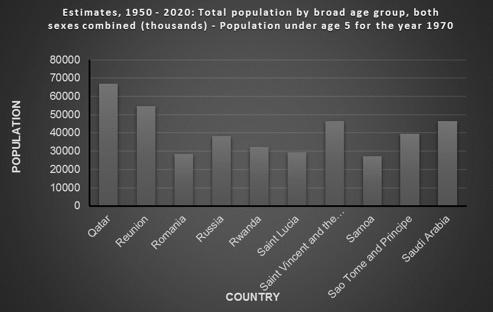 Estimates, 1950 - 2020: Total population by broad age group, both
sexes combined (thousands) - Population under age 5 for the year 1970
80000
70000
60000
50000
40000
30000
20000
10000
0
POPULATION
Qatar
Reunion
Romania
Russia
Rwanda
Saint Lucia
Saint Vincent and the...
Samoa
Sao Tome and Principe
Saudi Arabia
COUNTRY